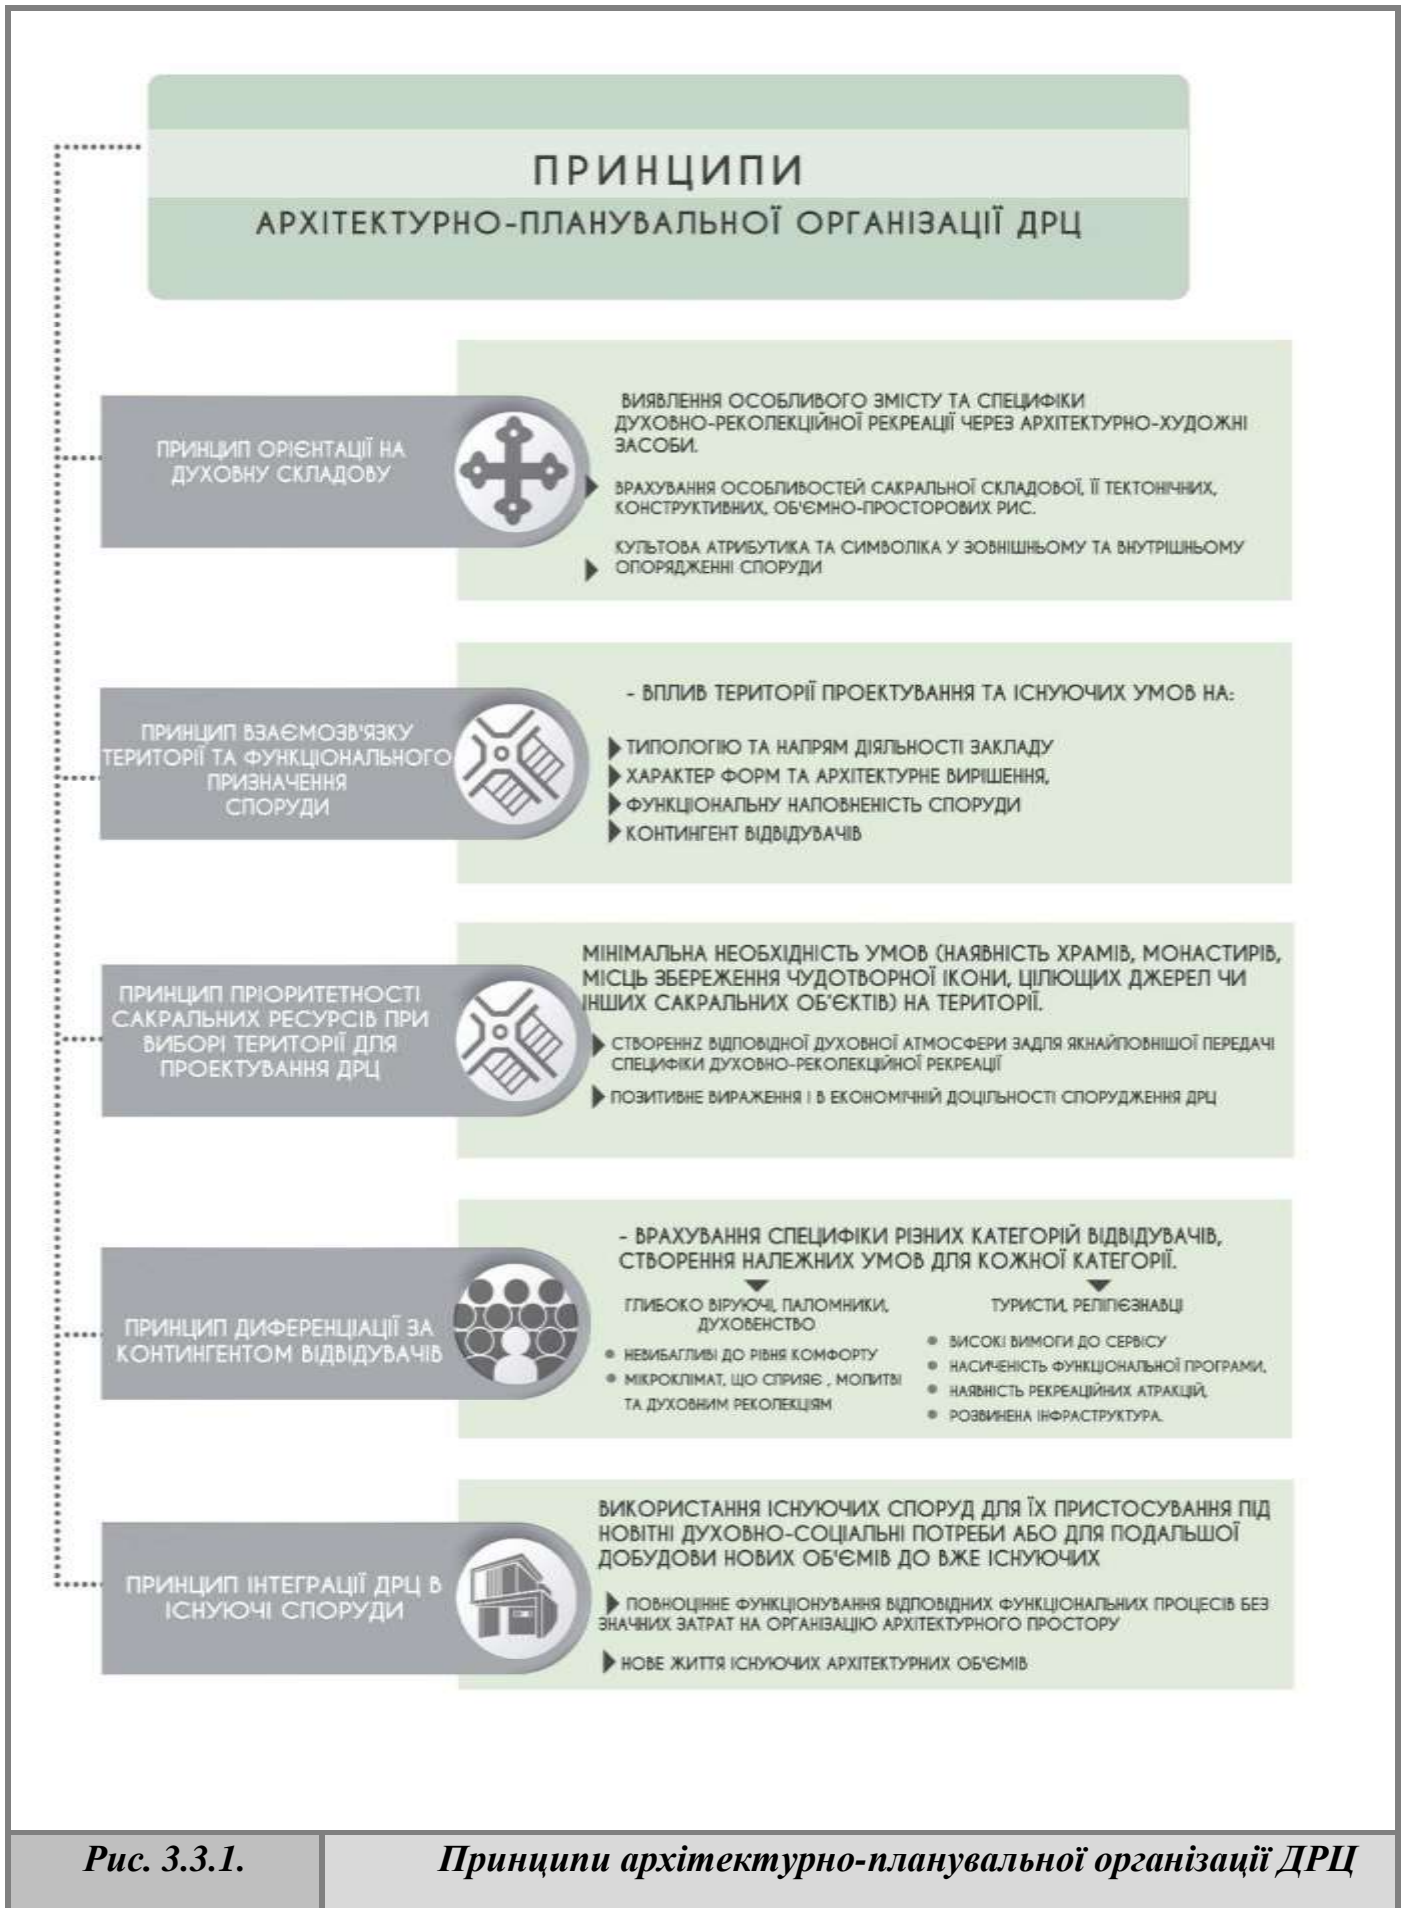 ПРИНЦИПИ
АРХІТЕКТУРНО-ПЛАНУВАЛЬНОЇ ОРГАНІЗАЦІЇ ДРЦ
ПРИНЦИП ОРІЄНТАЦІЇ НА
ДУХОВНУ СКЛАДОВУ
ВИЯВЛЕННЯ ОСОБЛИВОГО ЗМІСТУ ТА СПЕЦИФІКИ
ДУХОВНО-РЕКОЛЕКЦІЙНОЇ РЕКРЕАЦІЇ ЧЕРЕЗ АРХІТЕКТУРНО-ХУДОЖНІ
ЗАСОБИ.
ВРАХУВАННЯ ОСОБЛИВОСТЕЙ САКРАЛЬНОЇ СКЛАДОВОЇ, ЇЇ ТЕКТОНІЧНИХ,
КОНСТРУКТИВНИХ, ОБ'ЄМНО-ПРОСТОРОВИХ РИС.
КУЛЬТОВА АТРИБУТИКА ТА СИМВОЛІКА У ЗОВНІШНЬОМУ ТА ВНУТРІШНЬОМУ
ОПОРЯДЖЕННІ СПОРУДИ
ПРИНЦИП ВЗАЄМОЗВ'ЯЗКУ
ТЕРИТОРІЇ ТА ФУНКЦІОНАЛЬНОГО
ПРИЗНАЧЕННЯ
СПОРУДИ
- ВПЛИВ ТЕРИТОРІЇ ПРОЕКТУВАННЯ ТА ІСНУЮЧИХ УМОВ НА:
ТИПОЛОГІЮ ТА НАПРЯМ ДІЯЛЬНОСТІ ЗАКЛАДУ
ХАРАКТЕР ФОРМ ТА АРХІТЕКТУРНЕ ВИРІШЕННЯ,
ФУНКЦІОНАЛЬНУ НАПОВНЕНІСТЬ СПОРУДИ
КОНТИНГЕНТ ВІДВІДУВАЧІВ
ПРИНЦИП ПРІОРИТЕТНОСТІ
САКРАЛЬНИХ РЕСУРСІВ ПРИ
ВИБОРІ ТЕРИТОРІЇ ДЛЯ
ПРОЕКТУВАННЯ ДРЦ
МІНІМАЛЬНА НЕОБХІДНІСТЬ УМОВ (НАЯВНІСТЬ ХРАМІВ, МОНАСТИРІВ,
МІСЦЬ ЗБЕРЕЖЕННЯ ЧУДОТВОРНОЇ ІКОНИ, ЦІЛЮЩИХ ДЖЕРЕЛ ЧИ
ІНШИХ САКРАЛЬНИХ ОБ'ЄКТІВ) НА ТЕРИТОРІЇ.
СТВОРЕННZ ВІДПОВІДНОЇ ДУХОВНОЇ АТМОСФЕРИ ЗАДЛЯ ЯКНАЙПОВНІШОЇ ПЕРЕДАЧІ
СПЕЦИФІКИ ДУХОВНО-РЕКОЛЕКЦІЙНОЇ РЕКРЕАЦІЇ
ПОЗИТИВНЕ ВИРАЖЕННЯ І В ЕКОНОМІЧНІЙ ДОЦІЛЬНОСТІ СПОРУДЖЕННЯ ДРЦ
ПРИНЦИП ДИФЕРЕНЦІАЦІЇ ЗА
КОНТИНГЕНТОМ ВІДВІДУВАЧІВ
- ВРАХУВАННЯ СПЕЦИФІКИ РІЗНИХ КАТЕГОРІЙ ВІДВІДУВАЧІВ,
СТВОРЕННЯ НАЛЕЖНИХ УМОВ ДЛЯ КОЖНОЇ КАТЕГОРІЇ.
ГЛИБОКО ВІРУЮЧІ, ПАЛОМНИКИ,
ДУХОВЕНСТВО
НЕВИБАГЛИВІ ДО РІВНЯ КОМФОРТУ
МІКРОКЛІМАТ, ЩО СПРИЯЄ , МОЛИТВІ
ТА ДУХОВНИМ РЕКОЛЕКЦІЯМ
ТУРИСТИ, РЕЛІГІЄЗНАВЦІ
ВИСОКІ ВИМОГИ ДО СЕРВІСУ
НАСИЧЕНІСТЬ ФУНКЦІОНАЛЬНОЇ ПРОГРАМИ,
НАЯВНІСТЬ РЕКРЕАЦІЙНИХ АТРАКЦІЙ,
РОЗВИНЕНА ІНФРАСТРУКТУРА.
ПРИНЦИП ІНТЕГРАЦІЇ ДРЦ В
ІСНУЮЧІ СПОРУДИ
ВИКОРИСТАННЯ ІСНУЮЧИХ СПОРУД ДЛЯ ЇХ ПРИСТОСУВАННЯ ПІД
НОВІТНІ ДУХОВНО-СОЦІАЛЬНІ ПОТРЕБИ АБО ДЛЯ ПОДАЛЬШОЇ
ДОБУДОВИ НОВИХ ОБ'ЄМІВ ДО ВЖЕ ІСНУЮЧИХ
ПОВНОЦІННЕ ФУНКЦІОНУВАННЯ ВІДПОВІДНИХ ФУНКЦІОНАЛЬНИХ ПРОЦЕСІВ БЕЗ
ЗНАЧНИХ ЗАТРАТ НА ОРГАНІЗАЦІЮ АРХІТЕКТУРНОГО ПРОСТОРУ
НОВЕ ЖИТТЯ ІСНУЮЧИХ АРХІТЕКТУРНИХ ОБ'ЄМІВ
Рис. 3.3.1.
Принципи архітектурно-планувальної організації ДРЦ